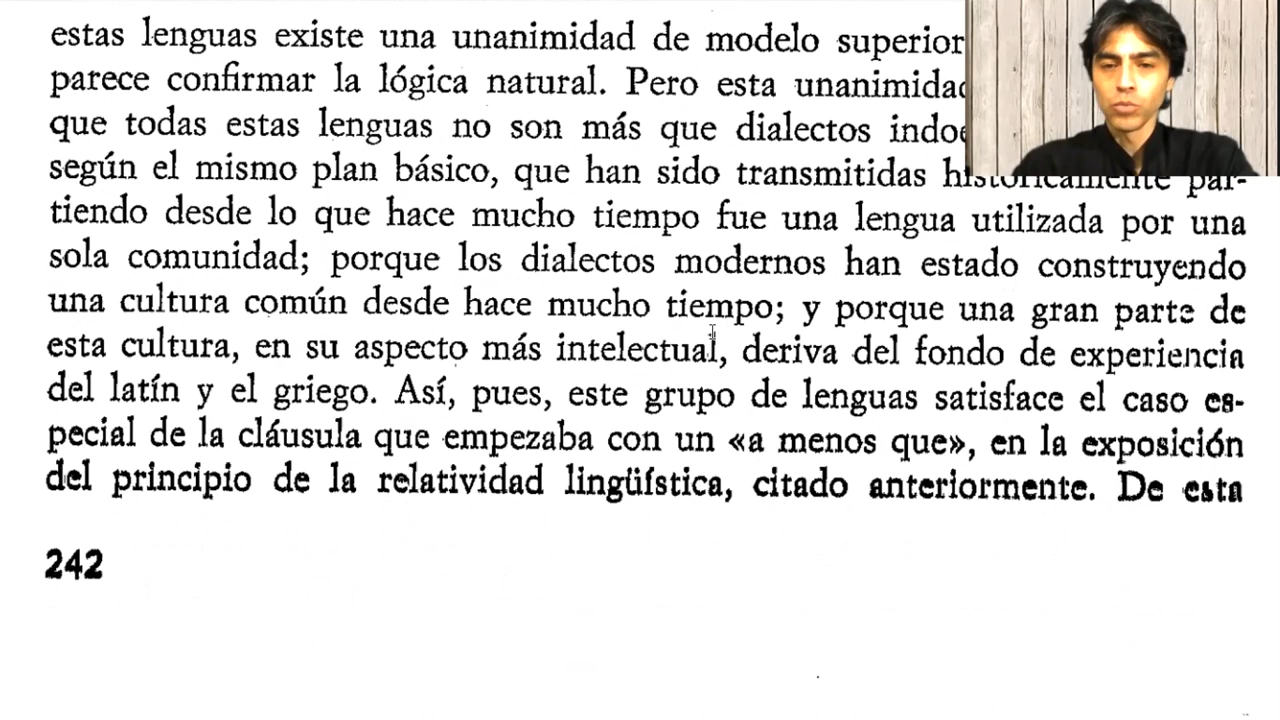 estas lenguas existe una unanimidad de modelo superior
parece confirmar la lógica natural. Pero esta unanimidad
que todas estas lenguas no son más que dialectos
según el mismo plan básico, que han sido transmitidas históricamente par-
tiendo desde lo que hace mucho tiempo fue una lengua utilizada por una
sola comunidad; porque los dialectos modernos han estado construyendo
una cultura común desde hace mucho tiempo; y porque una gran parte de
esta cultura, en su aspecto más intelectual, deriva del fondo de experiencia
del latín y el griego. Así, pues, este grupo de lenguas satisface el caso es-
pecial de la cláusula que empezaba con un «a menos que», en la exposición
del principio de la relatividad lingüística, citado anteriormente. De esta
242